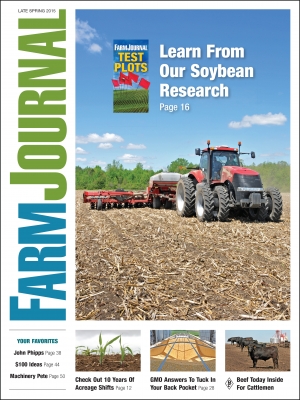 LATE SPRING 2015
FARM JOURNAL
FARM JOURNAL
TEST
PLOTS
Learn From
Our Soybean
Research
Page 16
YOUR FAVORITES
John Phipps Page 38
$100 Ideas Page 44
Machinery Pete Page 50
Check Out 10 Years Of
Acreage Shifts Page 12
GMO Answers To Tuck In
Your Back Pocket Page 28
Beef Today Inside
For Cattlemen